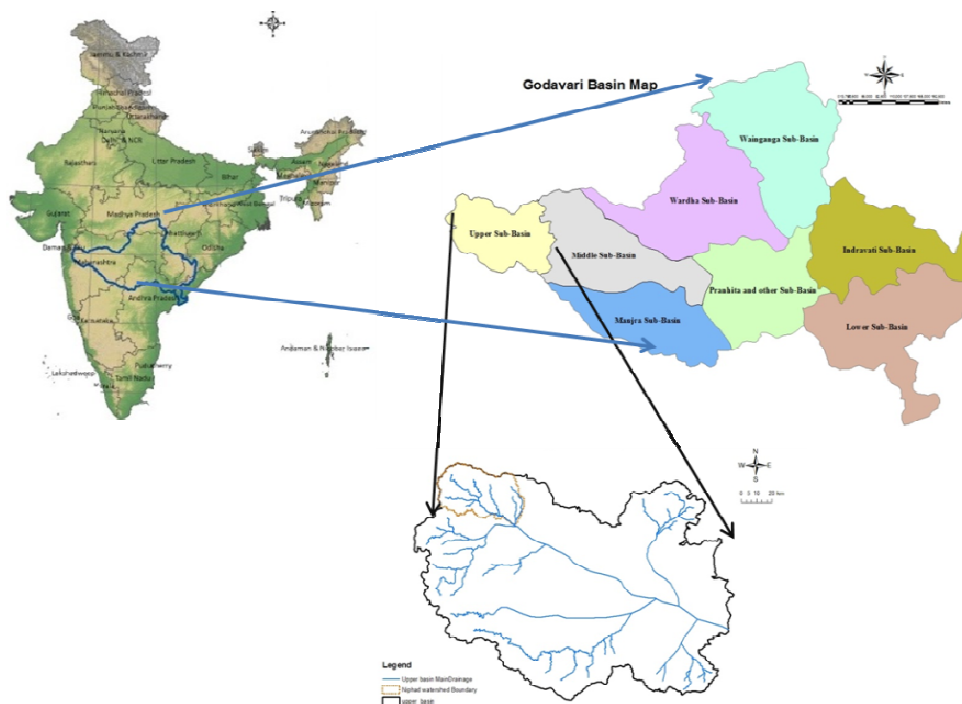 Jammu & Kashmir
Himachal Pradesh
Uttarakhand
Haryana
Delhi & NCR
Rajasthan
Uttar Pradesh
Sikkim
Arunachal Pradesh
Assam
Nagaland
Meghalaya
Manipur
Bihar
Tripura
Mizoram
Gujarat
Madhya Pradesh
West Bengal
Chhattisgarh
Odisha
Maharashtra
Andhra Pradesh
Karnataka
Andaman & Nicobar Islands
Lakshadweep
Puducherry
Tamil Nadu
Godavari Basin Map
N
W E
S
Wainganga Sub-Basin
Wardha Sub-Basin
Upper Sub-Basin
Middle Sub-Basin
Indravati Sub-Basin
Pranhita and other Sub-Basin
Manjra Sub-Basin
Lower Sub-Basin
N
W E
S
0 5 10 20 Km
Legend
Upper basin MainDrainage
Niphad watershed Boundary
upper_basin